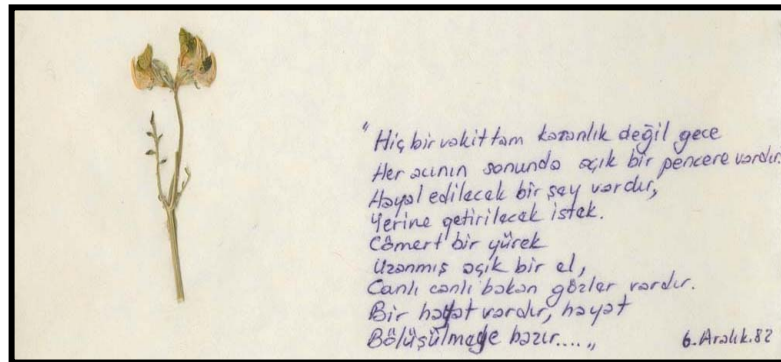 "Hiç bir vakit tam karanlık değil gece
Her acının sonunda açık bir pencere vardır.
Hayal edilecek bir şey vardır,
Yerine getirilecek istek.
Cömert bir yürek
Uzanmış açık bir el,
Canlı canlı bakan gözler vardır.
Bir hayat vardır, hayat
Bölüşülmeye hazır....„
6.Aralık.82